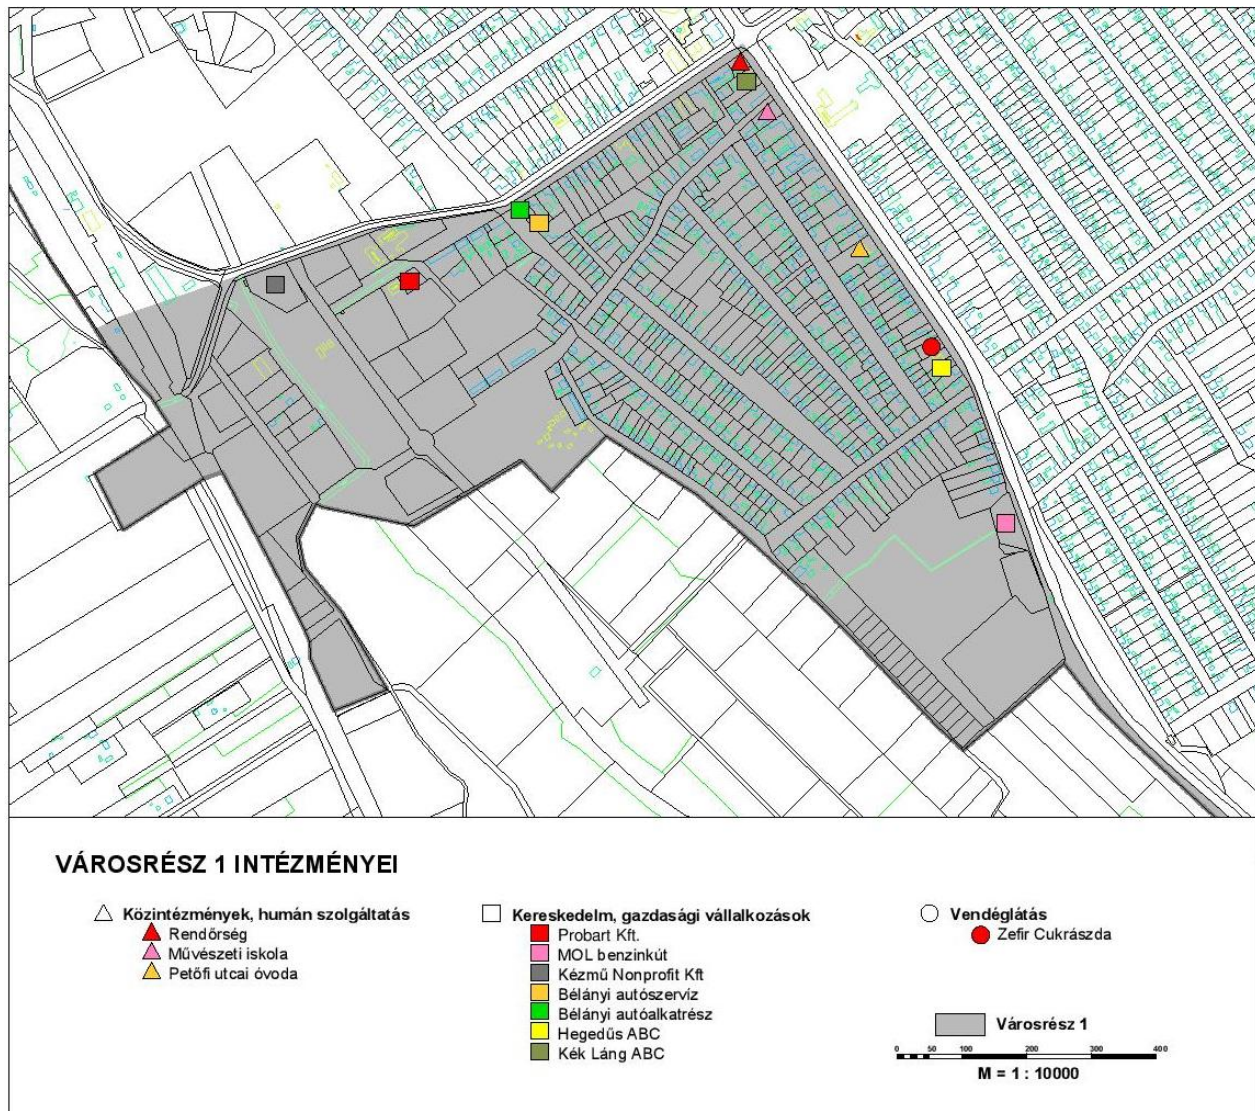 VÁROSRÉSZ 1 INTÉZMÉNYEI
Közintézmények, humán szolgáltatás
Rendőrség
Művészeti iskola
Petőfi utcai óvoda
Kereskedelm, gazdasági vállalkozások
Probart Kft.
MOL benzinkút
Kézmű Nonprofit Kft
Bélányi autószervíz
Bélányi autóalkatrész
Hegedűs ABC
Kék Láng ABC
Vendéglátás
Zefir Cukrászda
Városrész 1
0 50 100 200 300 400
M = 1 : 10000